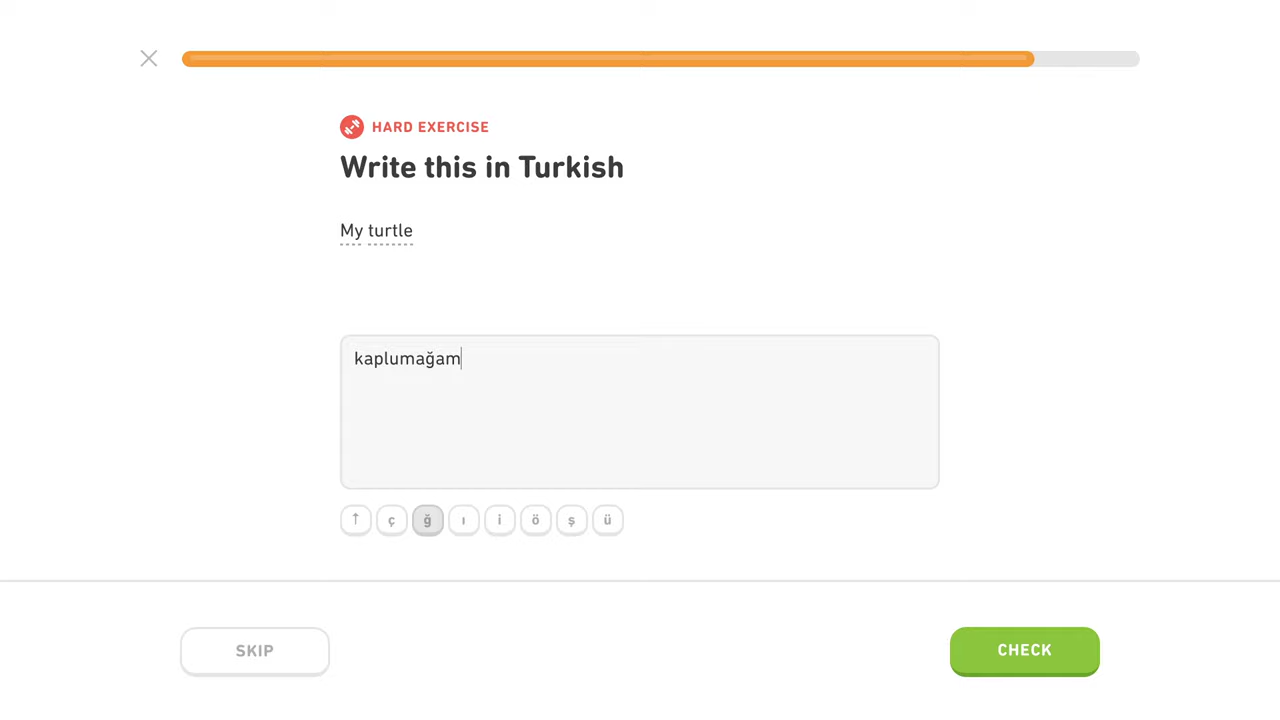 HARD EXERCISE
Write this in Turkish
My turtle
kaplumağam
↑ ç ğ ı i ö ş ü
SKIP
CHECK